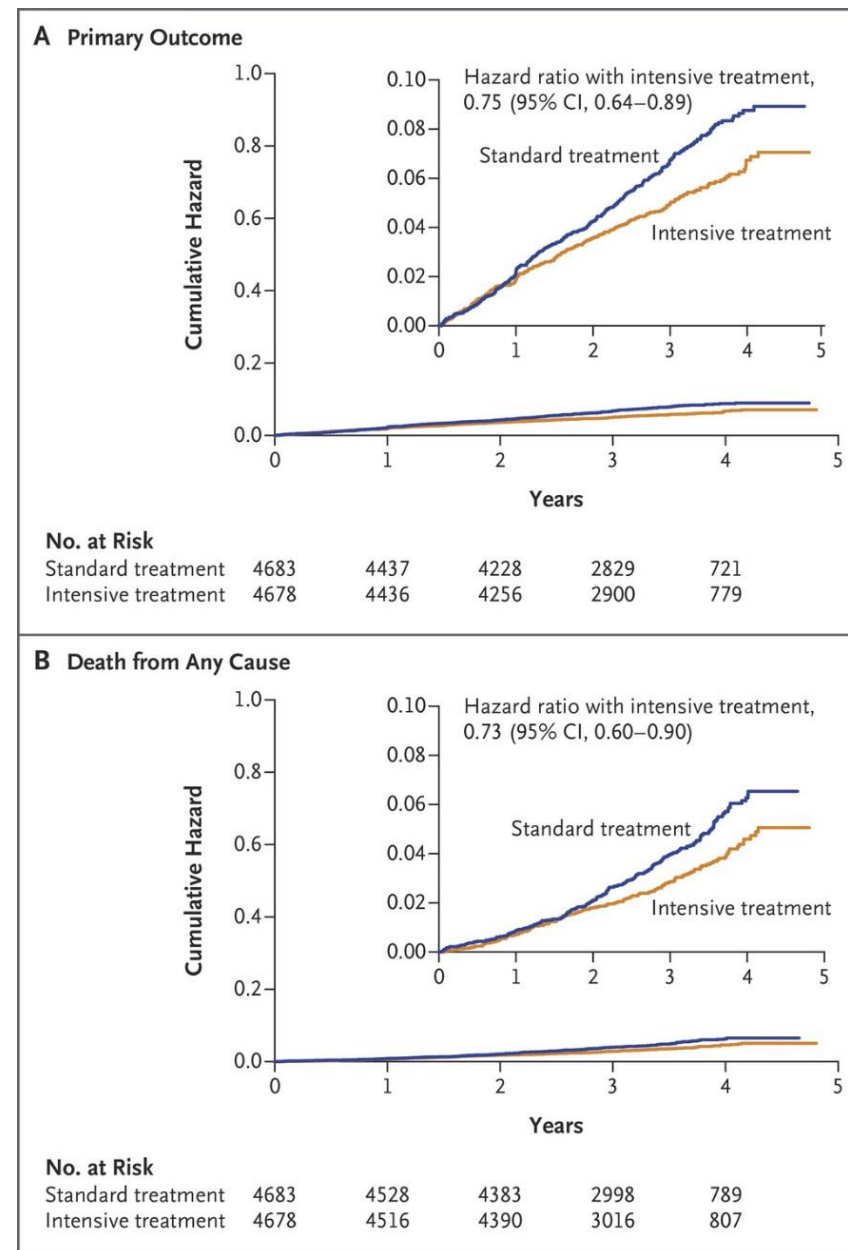 A Primary Outcome
Cumulative Hazard
1.0
0.8
0.6
0.4
0.2
0.0
0 1 2 3 4 5
Years
0.10
0.08
0.06
0.04
0.02
0.00
0 1 2 3 4 5
Hazard ratio with intensive treatment,
0.75 (95% CI, 0.64–0.89)
Standard treatment
Intensive treatment
No. at Risk
Standard treatment 4683 4437 4228 2829 721
Intensive treatment 4678 4436 4256 2900 779
B Death from Any Cause
Cumulative Hazard
1.0
0.8
0.6
0.4
0.2
0.0
0 1 2 3 4 5
Years
0.10
0.08
0.06
0.04
0.02
0.00
0 1 2 3 4 5
Hazard ratio with intensive treatment,
0.73 (95% CI, 0.60–0.90)
Standard treatment
Intensive treatment
No. at Risk
Standard treatment 4683 4528 4383 2998 789
Intensive treatment 4678 4516 4390 3016 807